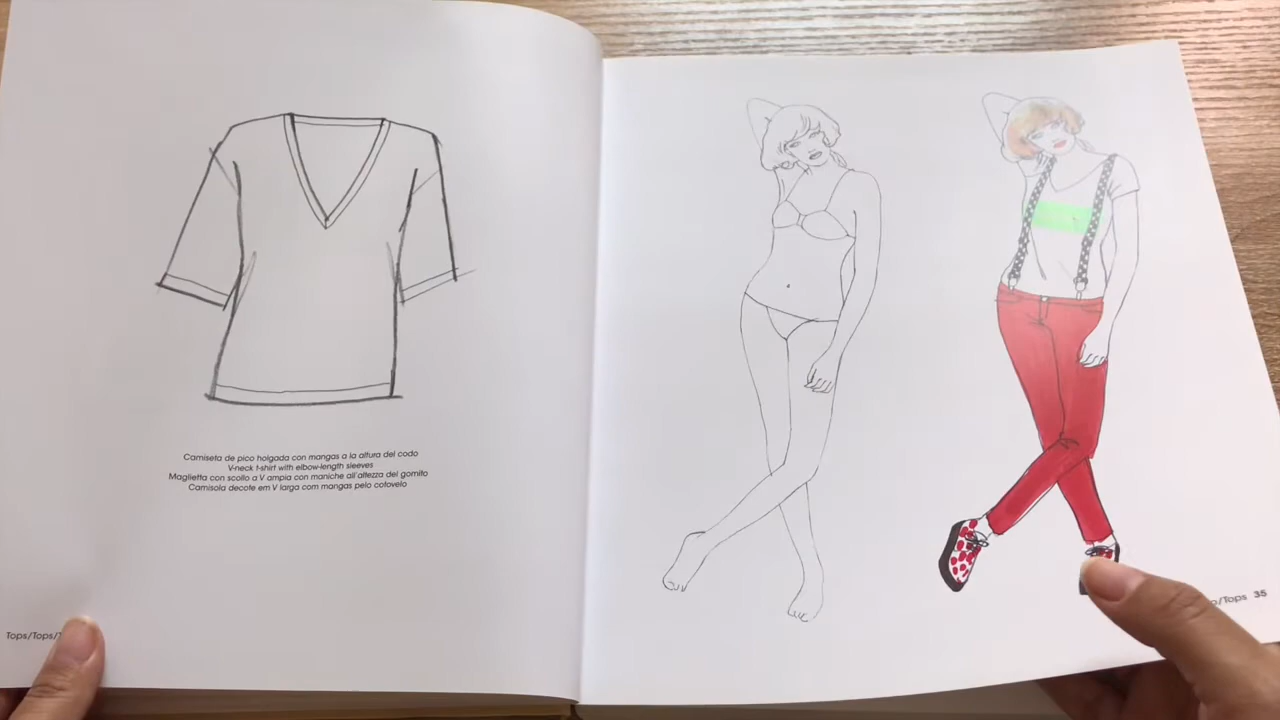 Camiseta de pico holgada con mangas a la altura del codo
V-neck t-shirt with elbow-length sleeves
Maglietta con scollo a V ampia con maniche all'altezza del gomito
Camisola decote em V larga com mangas pelo cotovelo
Tops/Tops/
/Tops 35